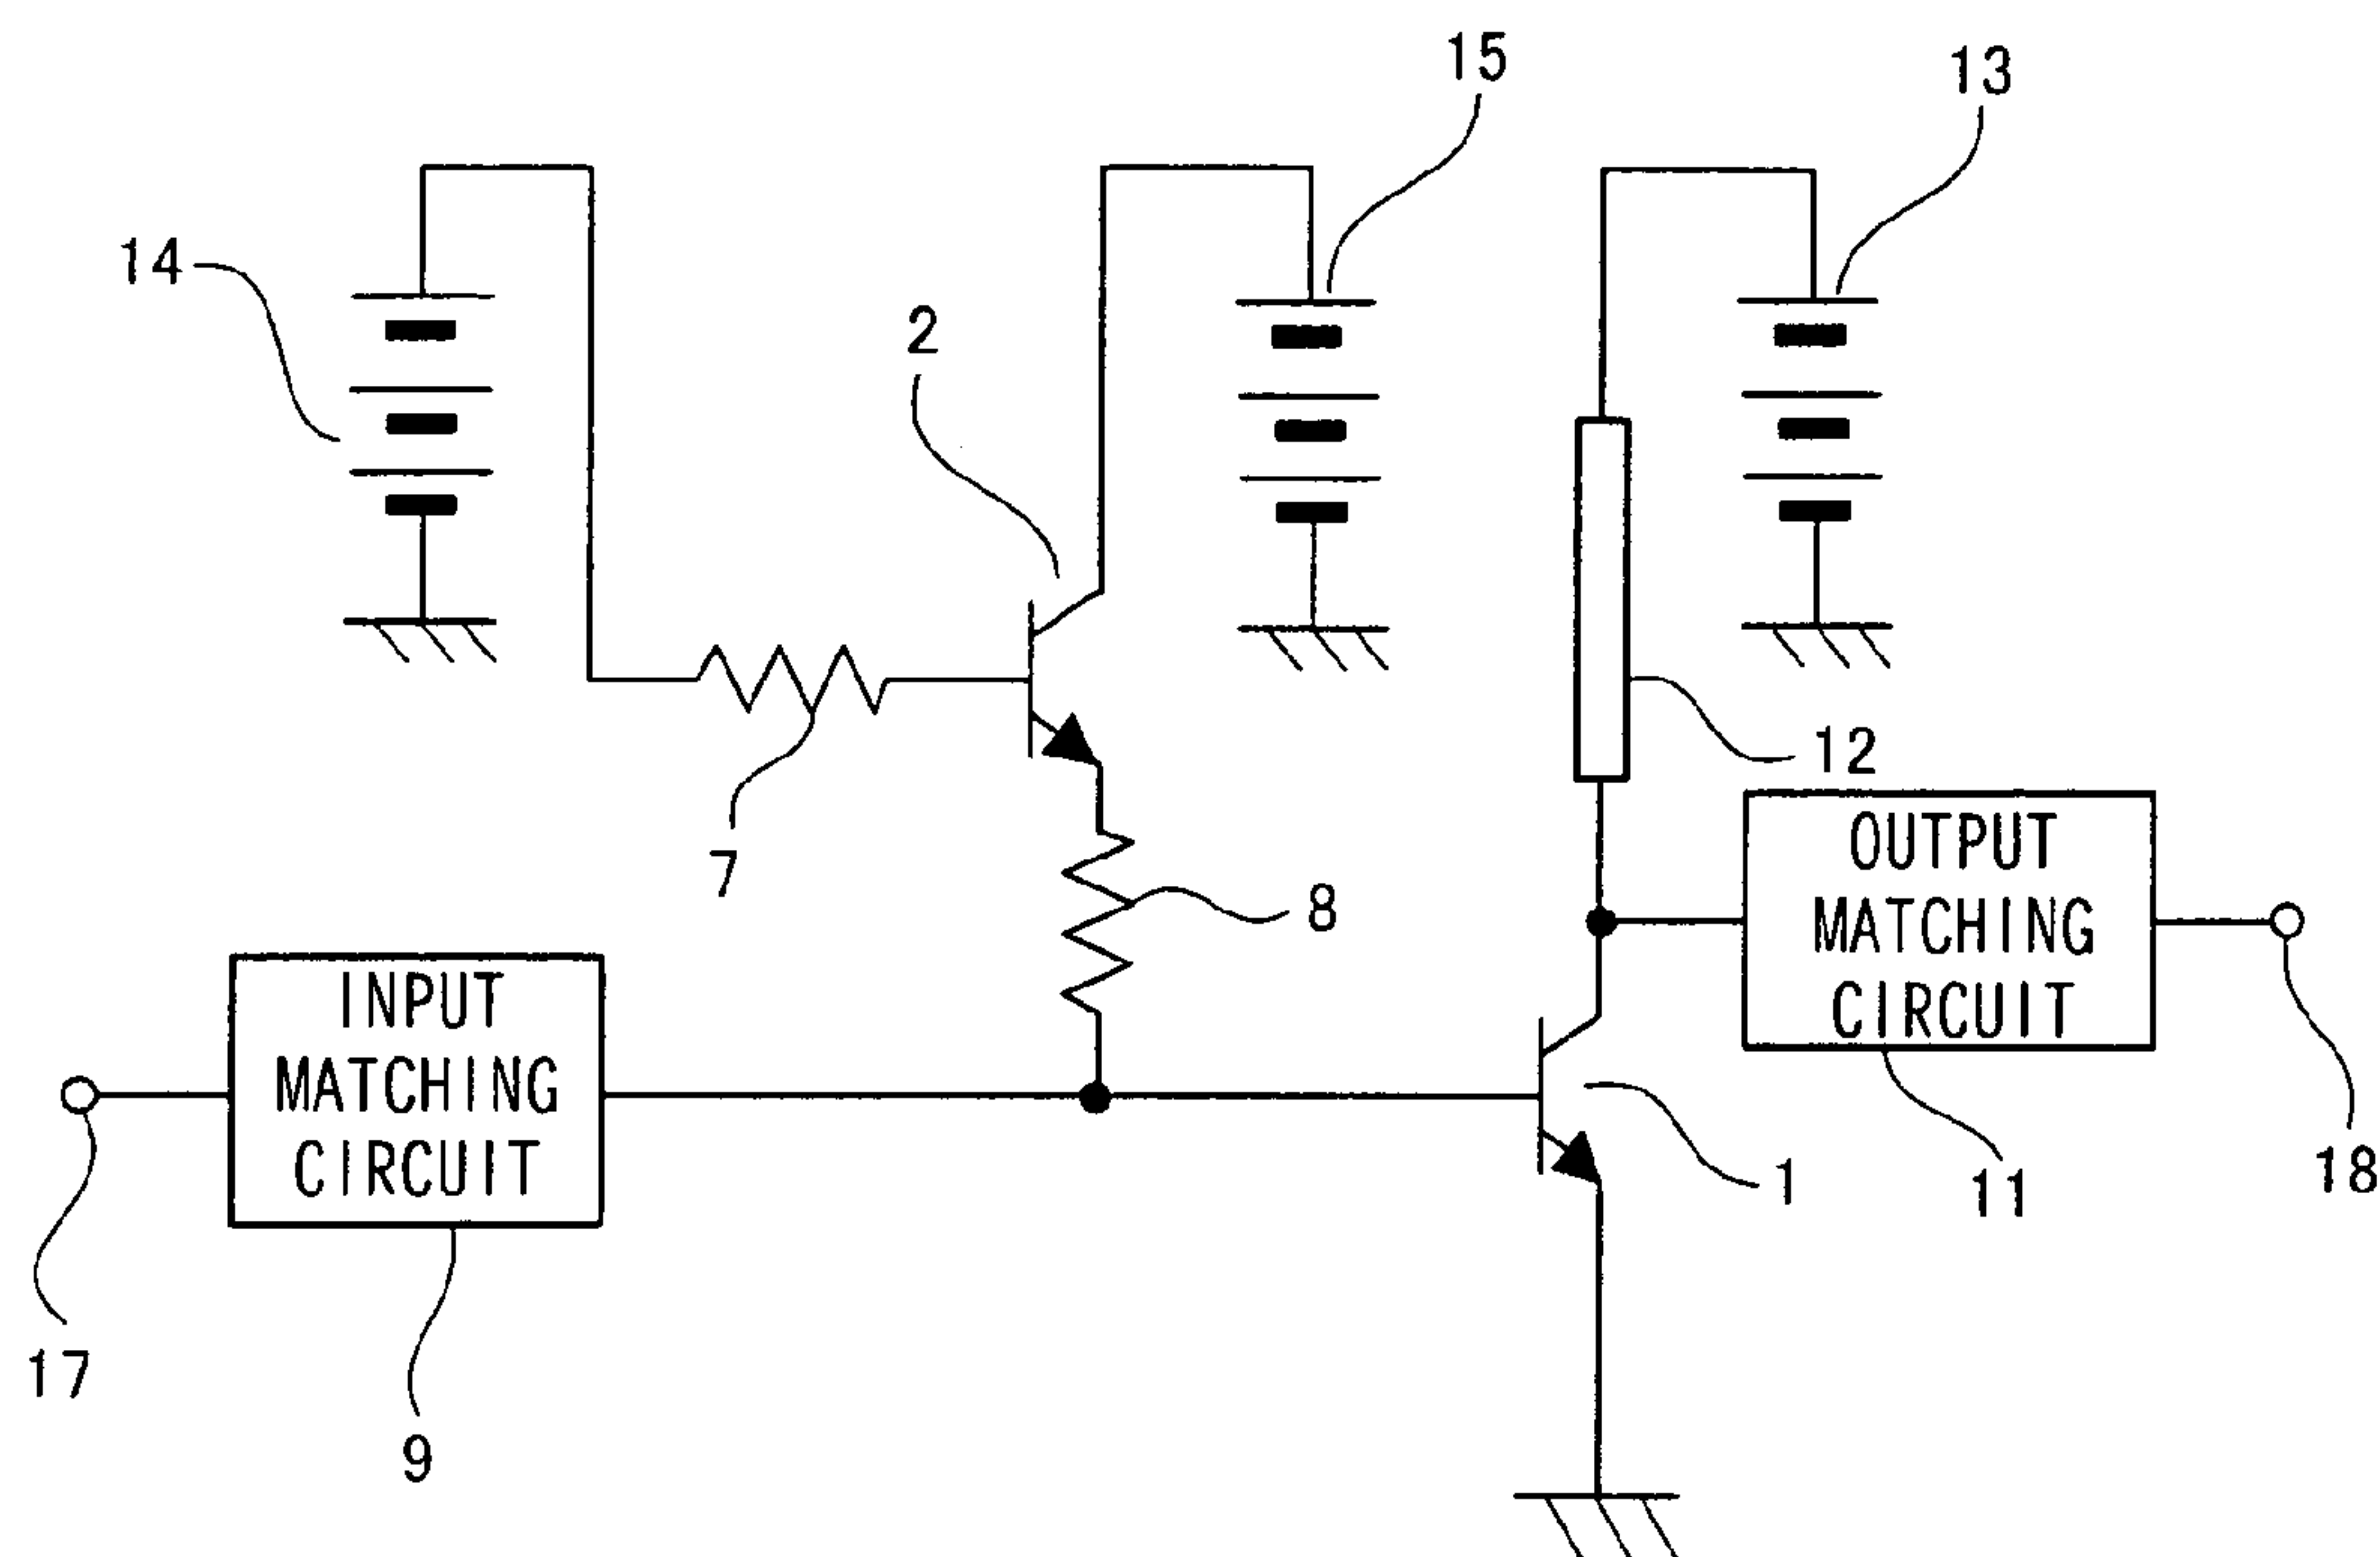 15
13
14
2
12
7
8
OUTPUT
MATCHING
CIRCUIT
INPUT
MATCHING
CIRCUIT
1
11
18
17
9